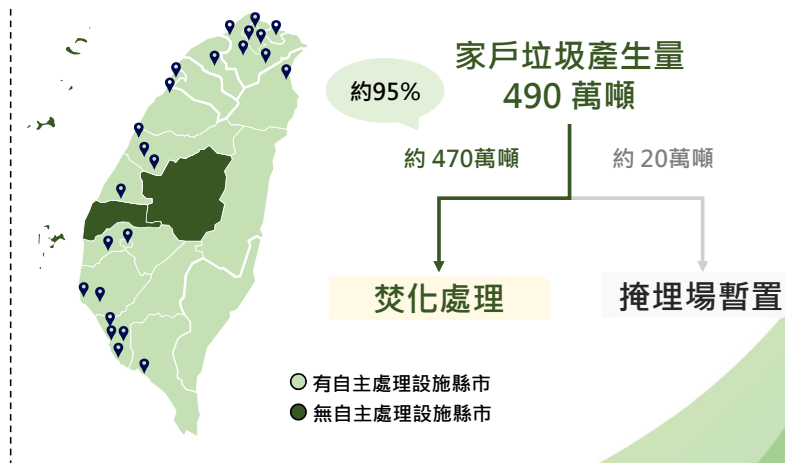 家戶垃圾產生量
490 萬噸
約95%
約 470萬噸
約 20萬噸
焚化處理
掩埋場暫置
有自主處理設施縣市
無自主處理設施縣市